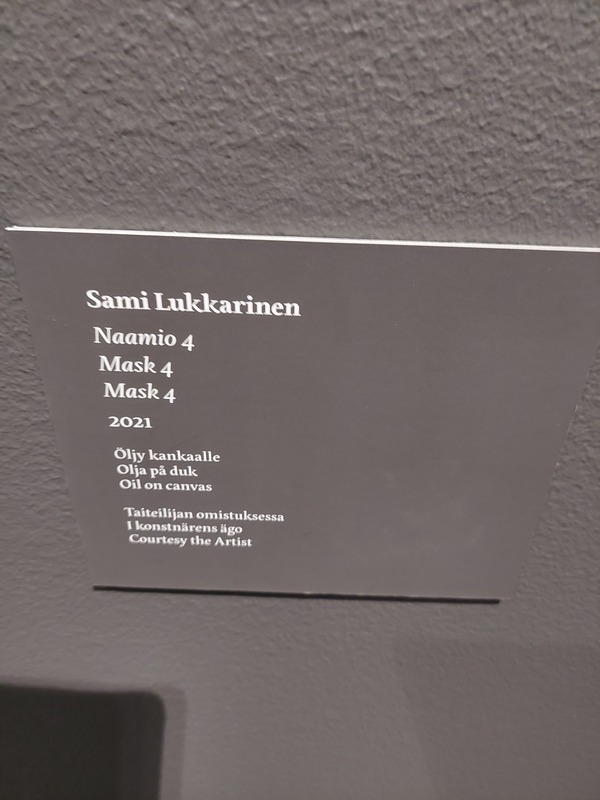 Sami Lukkarinen
Naamio 4
Mask 4
Mask 4
2021
Öljy kankaalle
Olja på duk
Oil on canvas
Taiteilijan omistuksessa
I konstnärens ägo
Courtesy the Artist